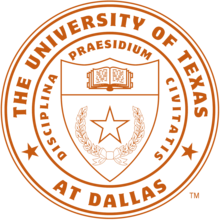 THE UNIVERSITY OF TEXAS
AT DALLAS
DISCIPLINA
PRAESIDIUM
CIVITATIS
TM